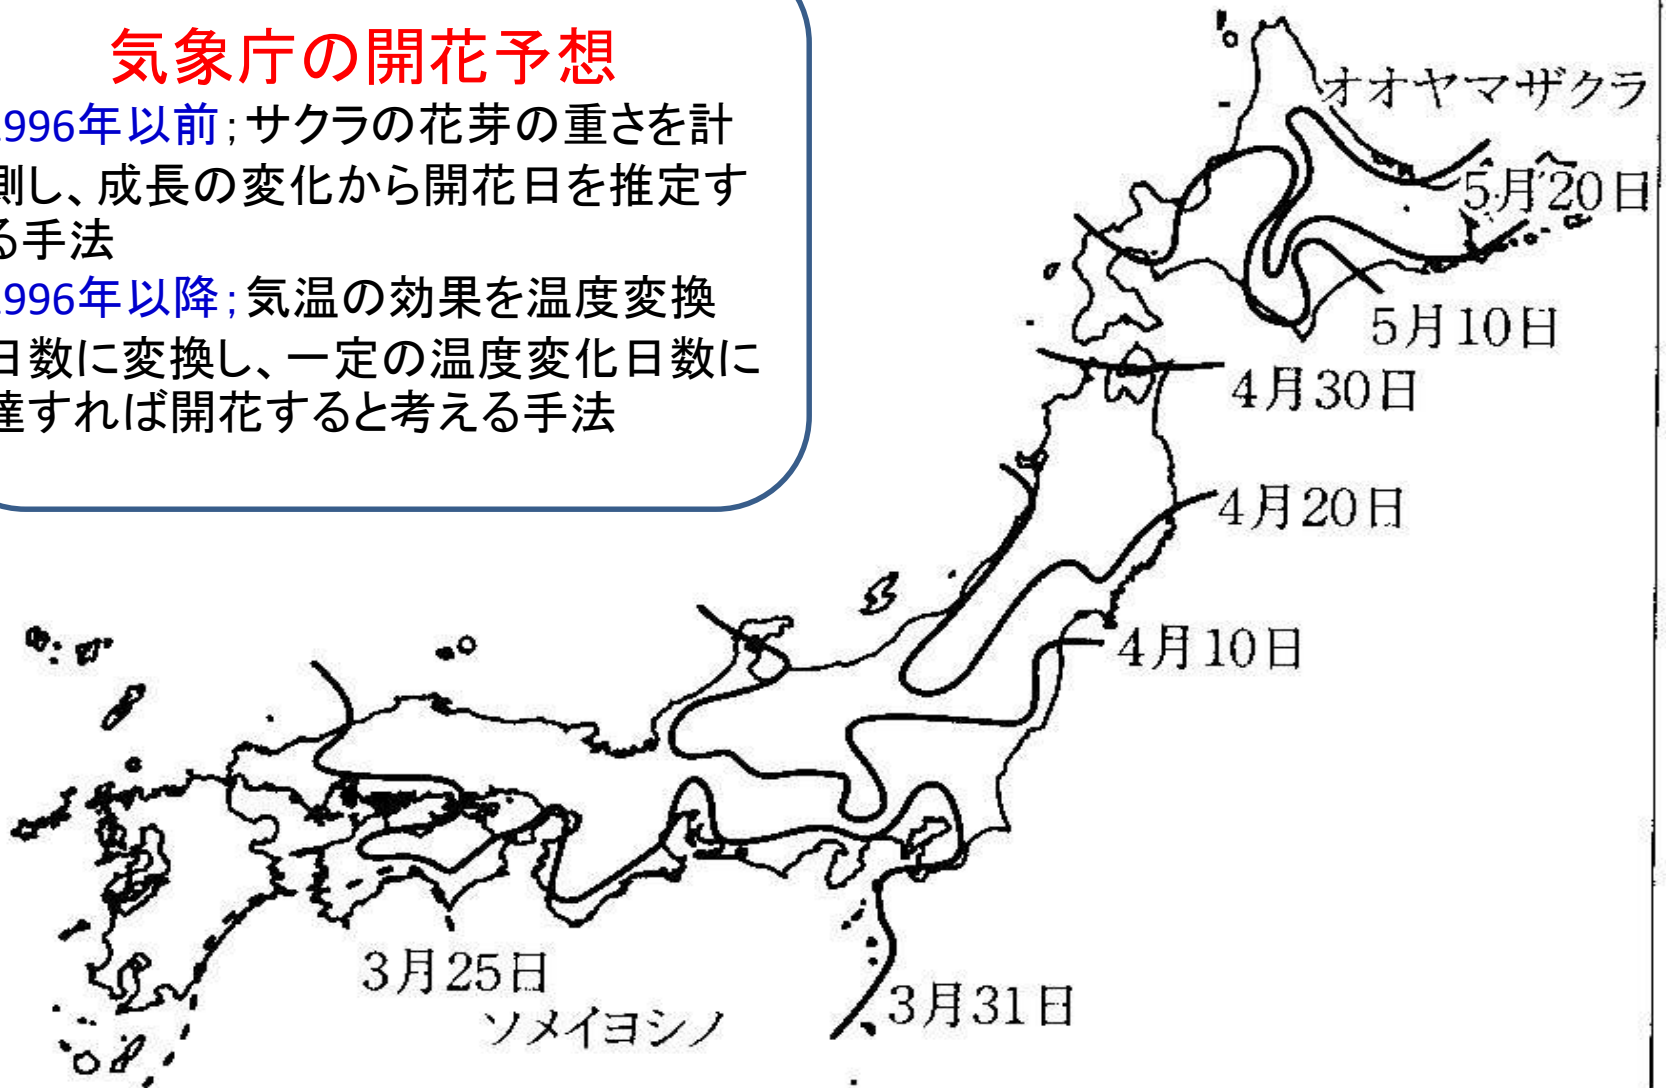 気象庁の開花予想
996年以前;サクラの花芽の重さを計
測し、成長の変化から開花日を推定す
る手法
996年以降;気温の効果を温度変換
日数に変換し、一定の温度変化日数に
達すれば開花すると考える手法
オオヤマザクラ
5月20日
5月10日
4月30日
4月20日
4月10日
3月25日
3月31日
ソメイヨシノ